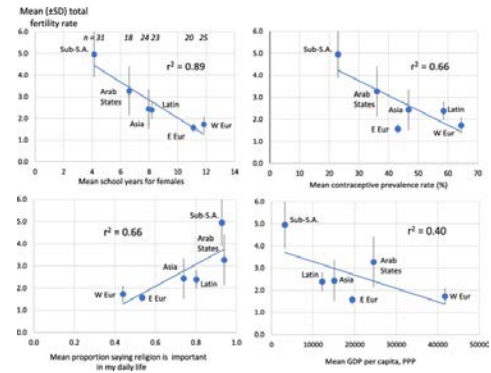 Mean (±SD) total
fertility rate
6.0
5.0
4.0
3.0
2.0
1.0
0.0
n = 31 18 24 23 20 25
Sub-S.A.
r² = 0.89
Arab
States
Latin
Asia
W Eur
E Eur
0 2 4 6 8 10 12 14
Mean school years for females
6.0
5.0
4.0
3.0
2.0
1.0
0.0
Sub-S.A.
r² = 0.66
Arab
States
Latin
Asia
E Eur
W Eur
20 30 40 50 60 70
Mean contraceptive prevalence rate (%)
6.0
5.0
4.0
3.0
2.0
1.0
0.0
Sub-S.A.
r² = 0.66
Arab
States
Asia
Latin
W Eur
E Eur
0.0 0.2 0.4 0.6 0.8 1.0
Mean proportion saying religion is important
in my daily life
6.0
5.0
4.0
3.0
2.0
1.0
0.0
Sub-S.A.
r² = 0.40
Arab
States
Latin
Asia
E Eur
W Eur
0 10000 20000 30000 40000 50000
Mean GDP per capita, PPP